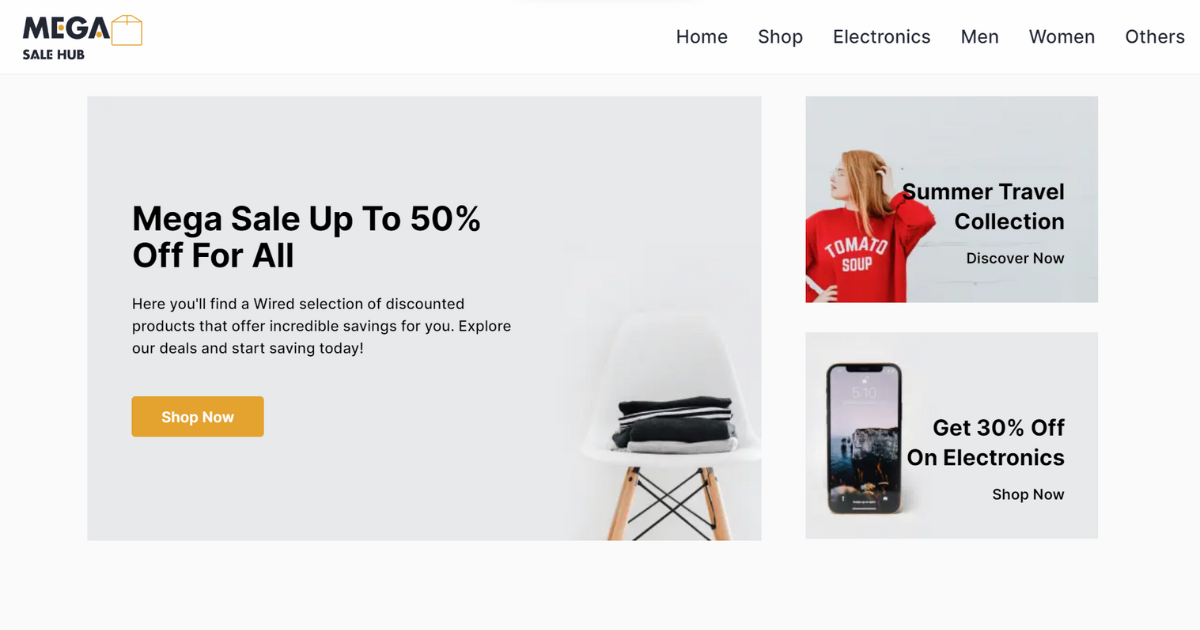 MEGA
SALE HUB
Home Shop Electronics Men Women Others
Mega Sale Up To 50%
Off For All
Here you'll find a Wired selection of discounted
products that offer incredible savings for you. Explore
our deals and start saving today!
Shop Now
Summer Travel
Collection
Discover Now
TOMATO
SOUP
5:10
Get 30% Off
On Electronics
Shop Now